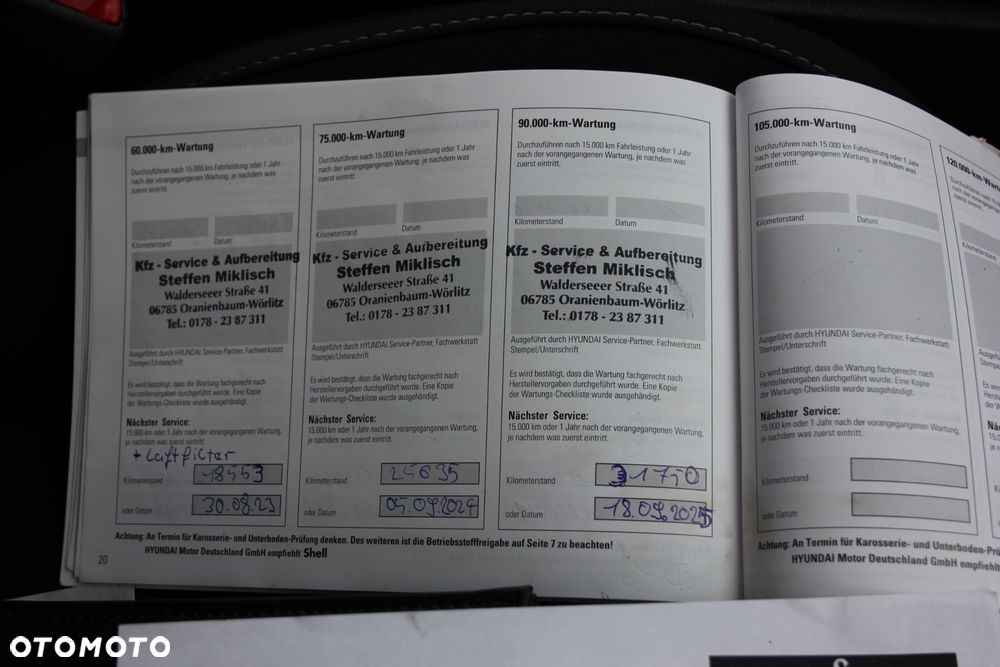 60.000-km-Wartung
Durchzuführen nach 15.000 km Fahrleistung oder 1 Jahr
nach der vorangegangenen Wartung, je nachdem was
zuerst eintritt.
Kilometerstand Datum
Kfz - Service & Aufbereitung
Steffen Miklisch
Walderseeer Straße 41
06785 Oranienbaum-Wörlitz
Tel.: 0178 - 23 87 311
Ausgeführt durch HYUNDAI Service-Partner, Fachwerkstatt
Stempel/Unterschrift
Es wird bestätigt, dass die Wartung fachgerecht nach
Herstellervorgaben durchgeführt wurde. Eine Kopie
der Wartungs-Checkliste wurde ausgehändigt.
Nächster Service:
15.000 km oder 1 Jahr nach der vorangegangenen Wartung,
je nachdem was zuerst eintritt.
+ Luftfilter
Kilometerstand 18553
oder Datum 30.08.23
75.000-km-Wartung
Durchzuführen nach 15.000 km Fahrleistung oder 1 Jahr
nach der vorangegangenen Wartung, je nachdem was
zuerst eintritt.
Kilometerstand Datum
Kfz - Service & Aufbereitung
Steffen Miklisch
Walderseeer Straße 41
06785 Oranienbaum-Wörlitz
Tel.: 0178 - 23 87 311
Ausgeführt durch HYUNDAI Service-Partner, Fachwerkstatt
Stempel/Unterschrift
Es wird bestätigt, dass die Wartung fachgerecht nach
Herstellervorgaben durchgeführt wurde. Eine Kopie
der Wartungs-Checkliste wurde ausgehändigt.
Nächster Service:
15.000 km oder 1 Jahr nach der vorangegangenen Wartung,
je nachdem was zuerst eintritt.
Kilometerstand 25635
oder Datum 05.09.2024
90.000-km-Wartung
Durchzuführen nach 15.000 km Fahrleistung oder 1 Jahr
nach der vorangegangenen Wartung, je nachdem was
zuerst eintritt.
Kilometerstand Datum
Kfz - Service & Aufbereitung
Steffen Miklisch
Walderseeer Straße 41
06785 Oranienbaum-Wörlitz
Tel.: 0178 - 23 87 311
Ausgeführt durch HYUNDAI Service-Partner, Fachwerkstatt
Stempel/Unterschrift
Es wird bestätigt, dass die Wartung fachgerecht nach
Herstellervorgaben durchgeführt wurde. Eine Kopie
der Wartungs-Checkliste wurde ausgehändigt.
Nächster Service:
15.000 km oder 1 Jahr nach der vorangegangenen Wartung,
je nachdem was zuerst eintritt.
Kilometerstand 31750
oder Datum 18.09.2025
Achtung: An Termin für Karosserie- und Unterboden-Prüfung denken. Des weiteren ist die Betriebsstofffreigabe auf Seite 7 zu beachten!
20 HYUNDAI Motor Deutschland GmbH empfiehlt Shell
105.000-km-Wartung
Durchzuführen nach 15.000 km Fahrleistung oder 1 Jahr
nach der vorangegangenen Wartung, je nachdem was
zuerst eintritt.
Kilometerstand Datum
Ausgeführt durch HYUNDAI Service-Partner, Fachwerkstatt
Stempel/Unterschrift
Es wird bestätigt, dass die Wartung fachgerecht nach
Herstellervorgaben durchgeführt wurde. Eine Kopie
der Wartungs-Checkliste wurde ausgehändigt.
Nächster Service:
15.000 km oder 1 Jahr nach der vorangegangenen Wartung,
je nachdem was zuerst eintritt.
Kilometerstand
oder Datum
Achtung: An Termin für Karosserie- und Unterboden-Prü
HYUNDAI Motor Deutschland GmbH empfiehlt
120.000-km-Wart
OTOMOTO